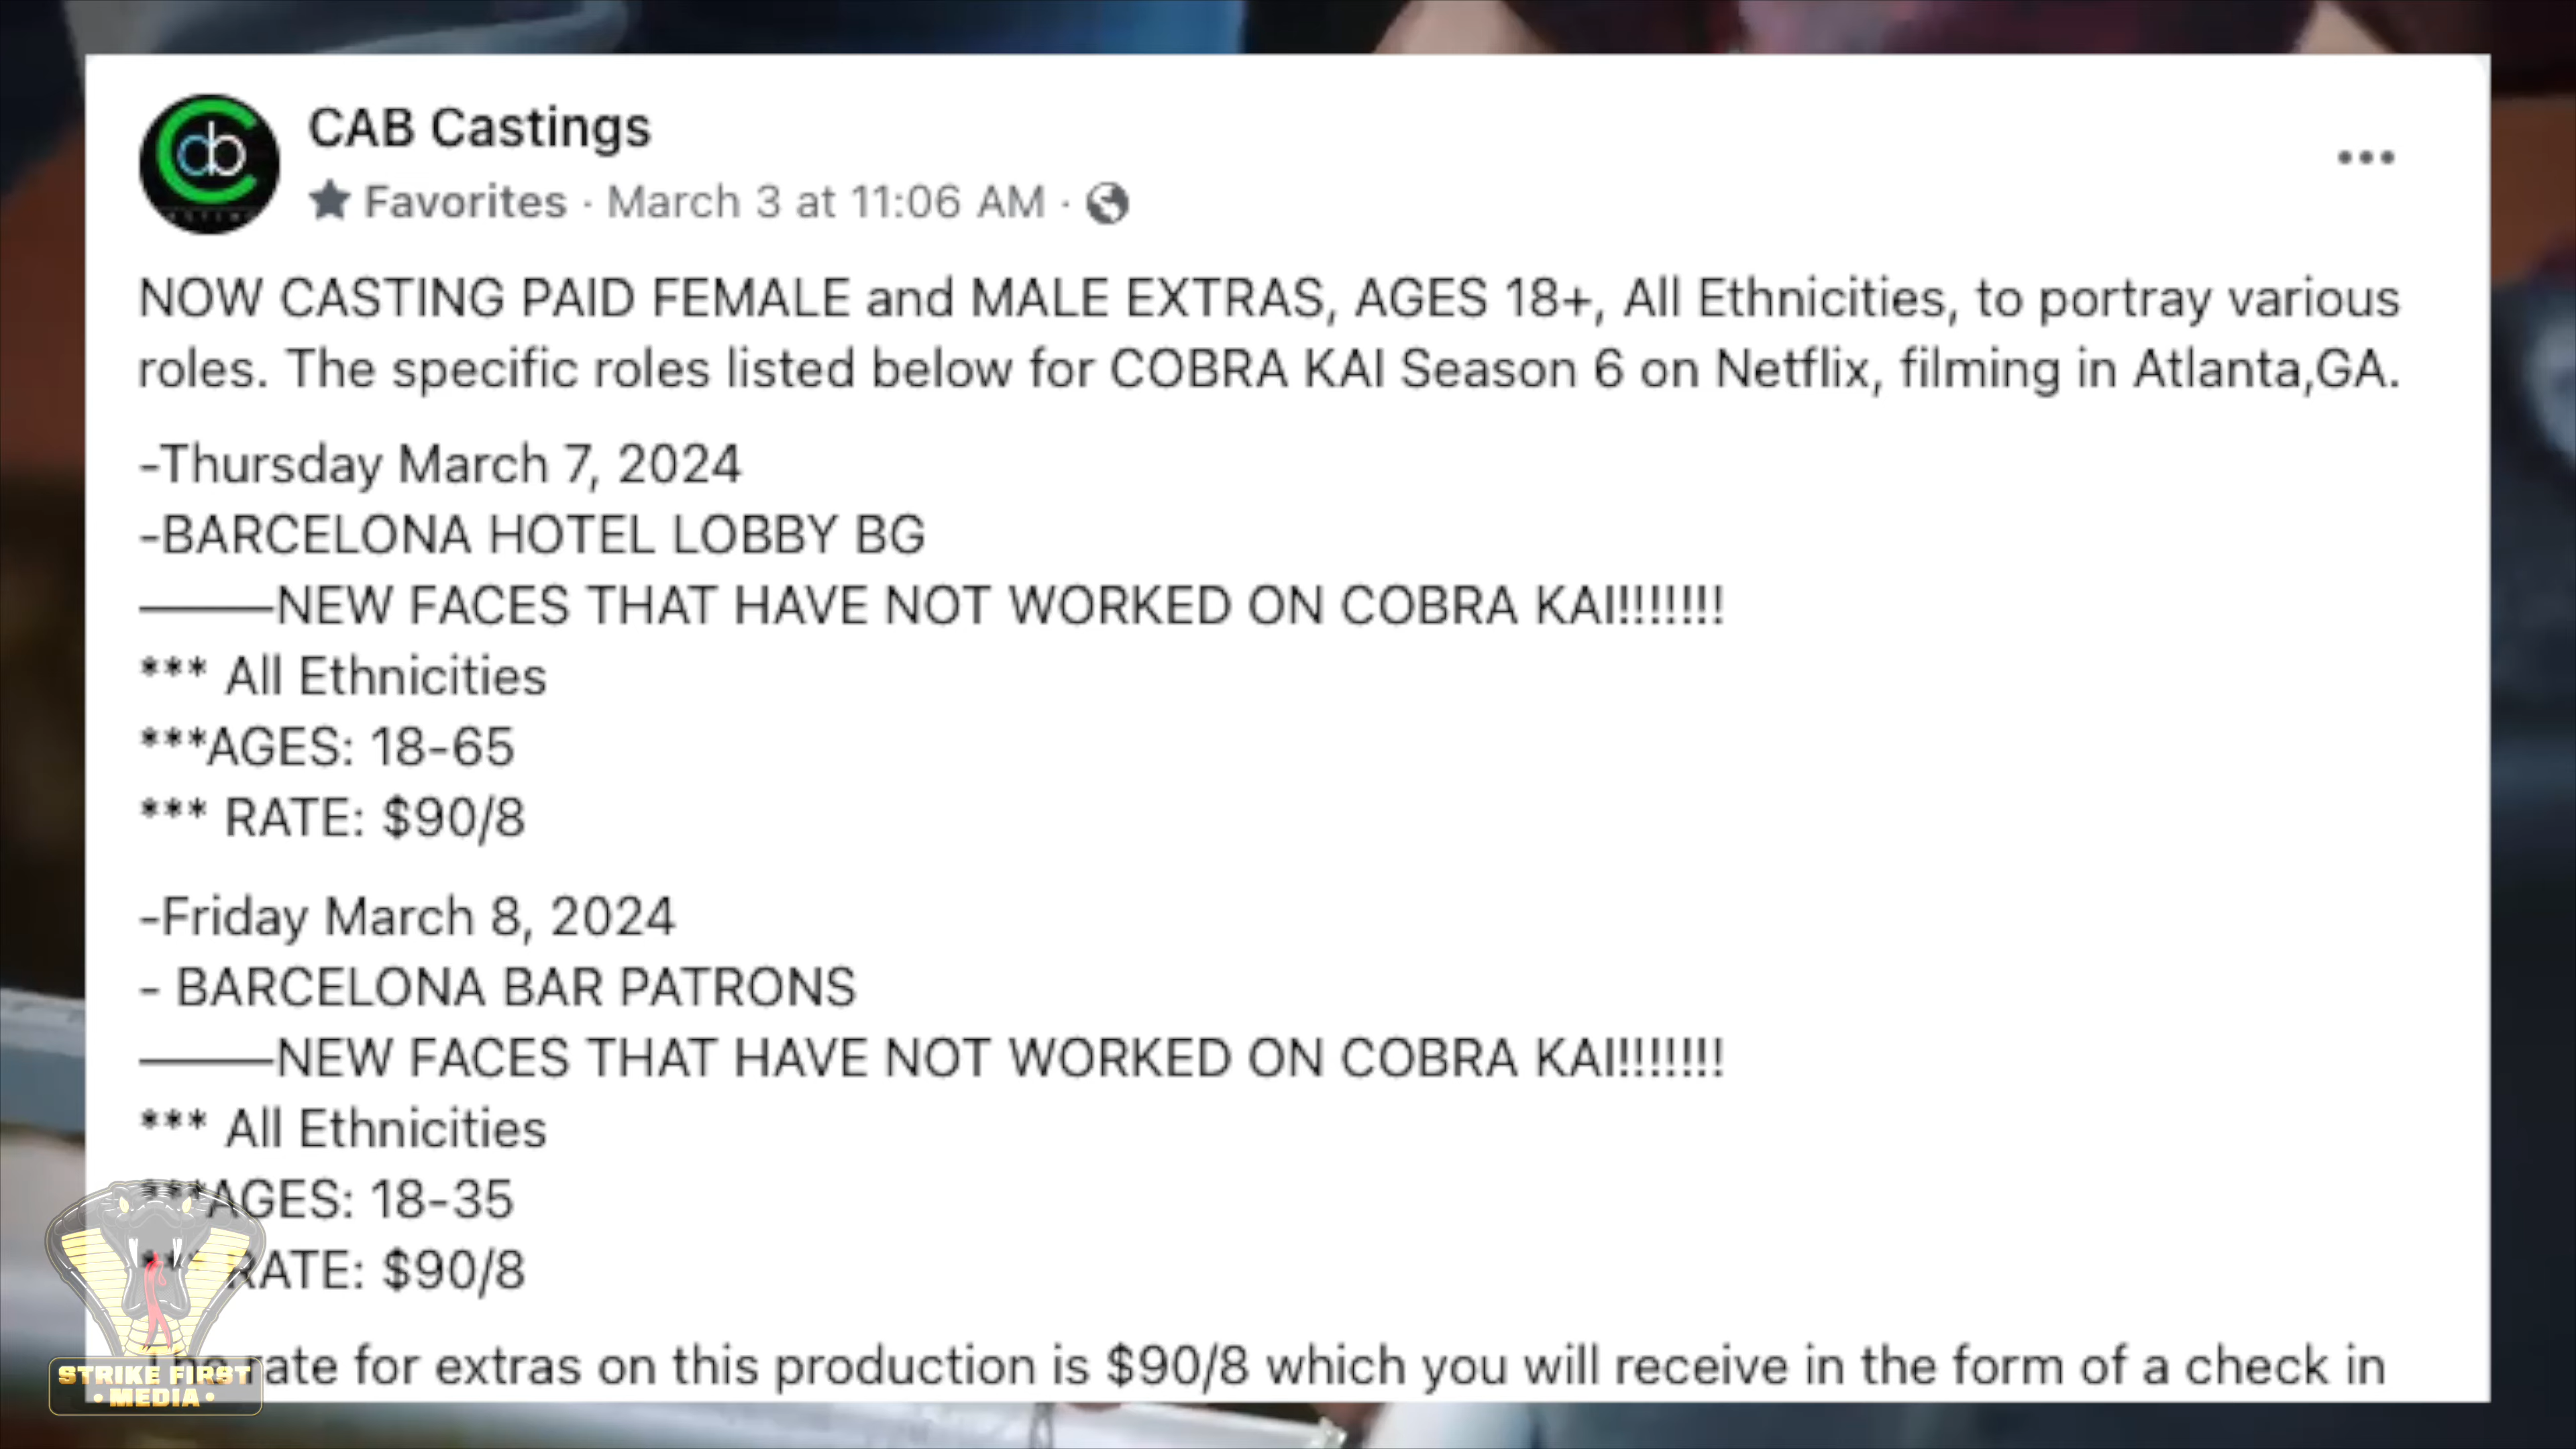 CAB Castings
Favorites · March 3 at 11:06 AM ·
NOW CASTING PAID FEMALE and MALE EXTRAS, AGES 18+, All Ethnicities, to portray various
roles. The specific roles listed below for COBRA KAI Season 6 on Netflix, filming in Atlanta,GA.
-Thursday March 7, 2024
-BARCELONA HOTEL LOBBY BG
———NEW FACES THAT HAVE NOT WORKED ON COBRA KAI!!!!!!!!
*** All Ethnicities
***AGES: 18-65
*** RATE: $90/8
-Friday March 8, 2024
- BARCELONA BAR PATRONS
———NEW FACES THAT HAVE NOT WORKED ON COBRA KAI!!!!!!!!
*** All Ethnicities
***AGES: 18-35
*** RATE: $90/8
The rate for extras on this production is $90/8 which you will receive in the form of a check in
STRIKE FIRST
• MEDIA •